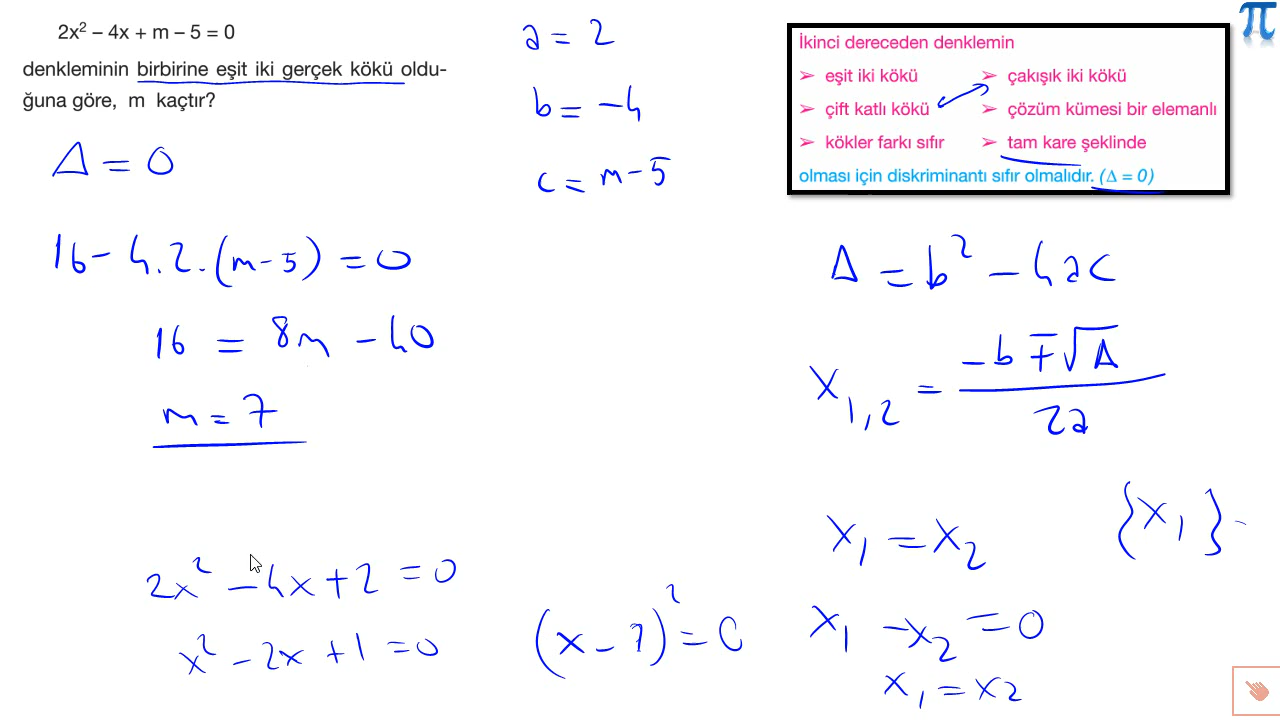 2x² – 4x + m – 5 = 0
denkleminin birbirine eşit iki gerçek kökü oldu-
ğuna göre, m kaçtır?
Δ = 0
16 - 4.2.(m-5) = 0
16 = 8m - 40
m = 7
2x² - 4x + 2 = 0
x² - 2x + 1 = 0
(x - 1)² = 0
a = 2
b = -4
c = m - 5
π
İkinci dereceden denklemin
➢ eşit iki kökü ➢ çakışık iki kökü
➢ çift katlı kökü ➢ çözüm kümesi bir elemanlı
➢ kökler farkı sıfır ➢ tam kare şeklinde
olması için diskriminantı sıfır olmalıdır. (Δ = 0)
Δ = b² - 4ac
x₁,₂ = (-b ∓ √Δ) / 2a
x₁ = x₂ {x₁}
x₁ - x₂ = 0
x₁ = x₂